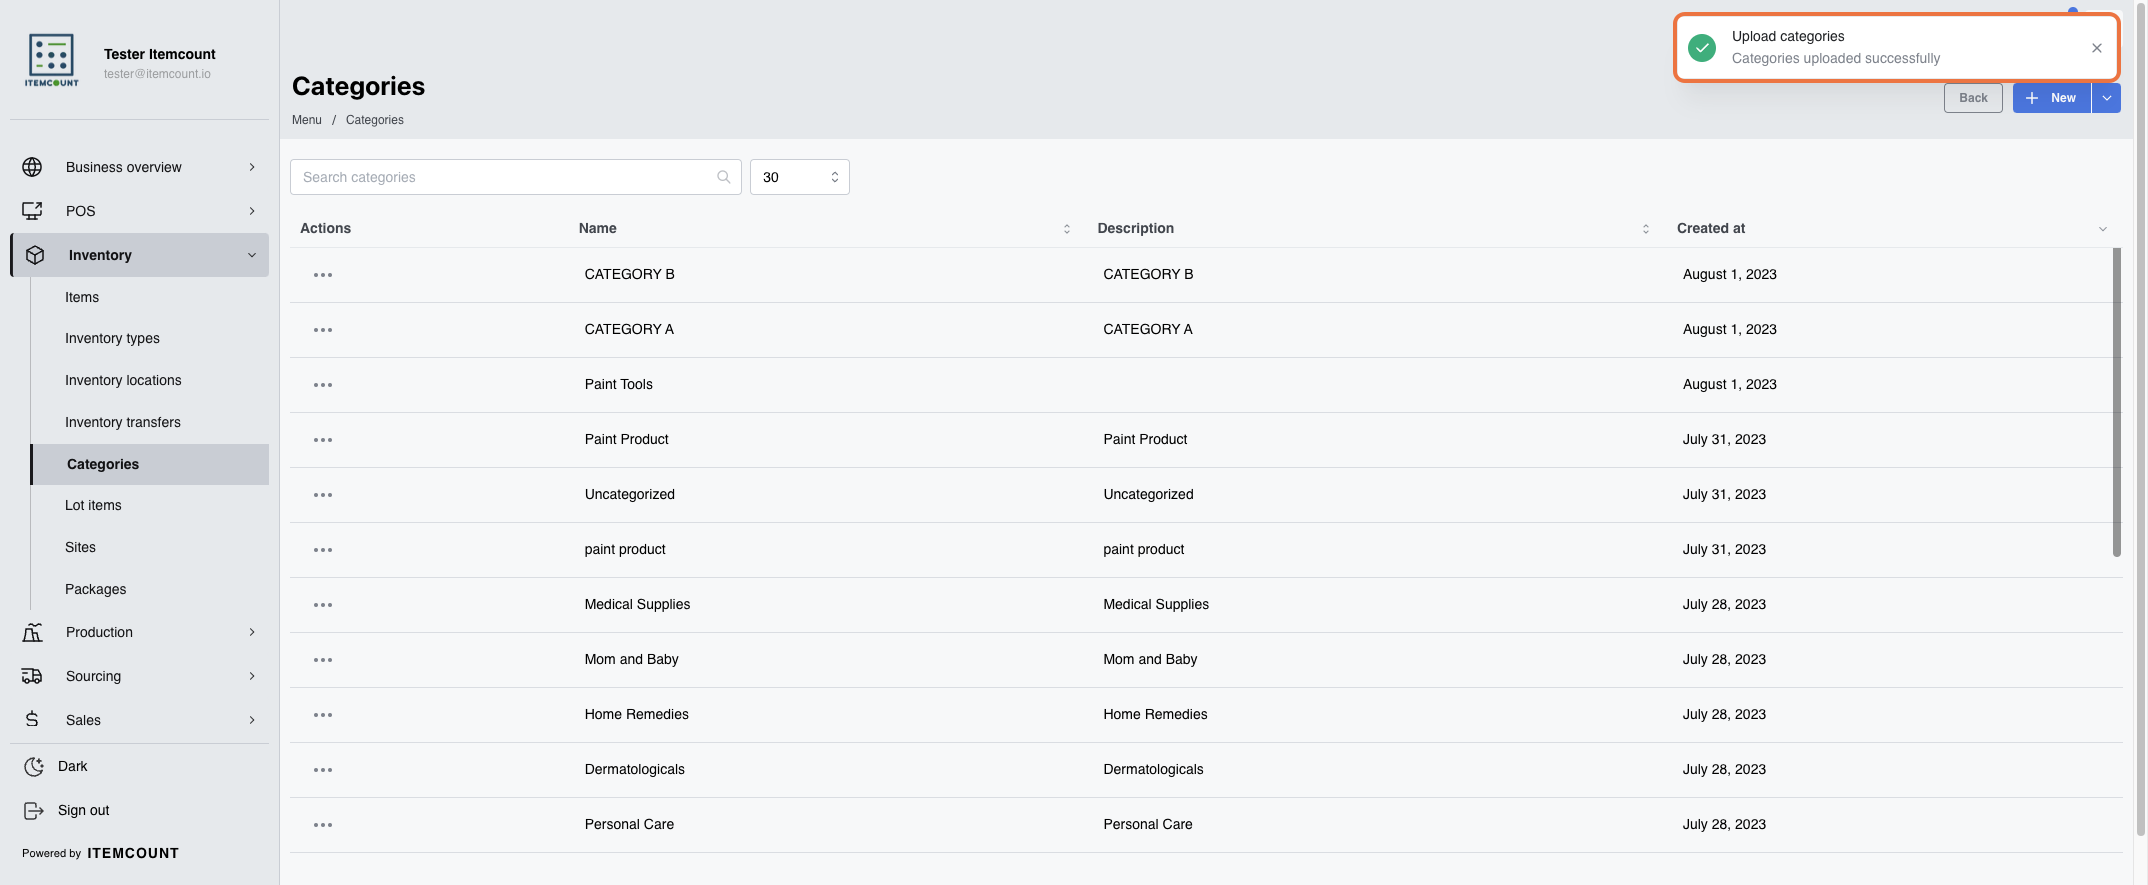 ITEMCOUNT
Tester Itemcount
tester@itemcount.io
Business overview
POS
Inventory
Items
Inventory types
Inventory locations
Inventory transfers
Categories
Lot items
Sites
Packages
Production
Sourcing
Sales
Dark
Sign out
Powered by ITEMCOUNT
Categories
Menu / Categories
Upload categories
Categories uploaded successfully
Back
New
Search categories
30
Actions Name Description Created at
CATEGORY B CATEGORY B August 1, 2023
CATEGORY A CATEGORY A August 1, 2023
Paint Tools August 1, 2023
Paint Product Paint Product July 31, 2023
Uncategorized Uncategorized July 31, 2023
paint product paint product July 31, 2023
Medical Supplies Medical Supplies July 28, 2023
Mom and Baby Mom and Baby July 28, 2023
Home Remedies Home Remedies July 28, 2023
Dermatologicals Dermatologicals July 28, 2023
Personal Care Personal Care July 28, 2023